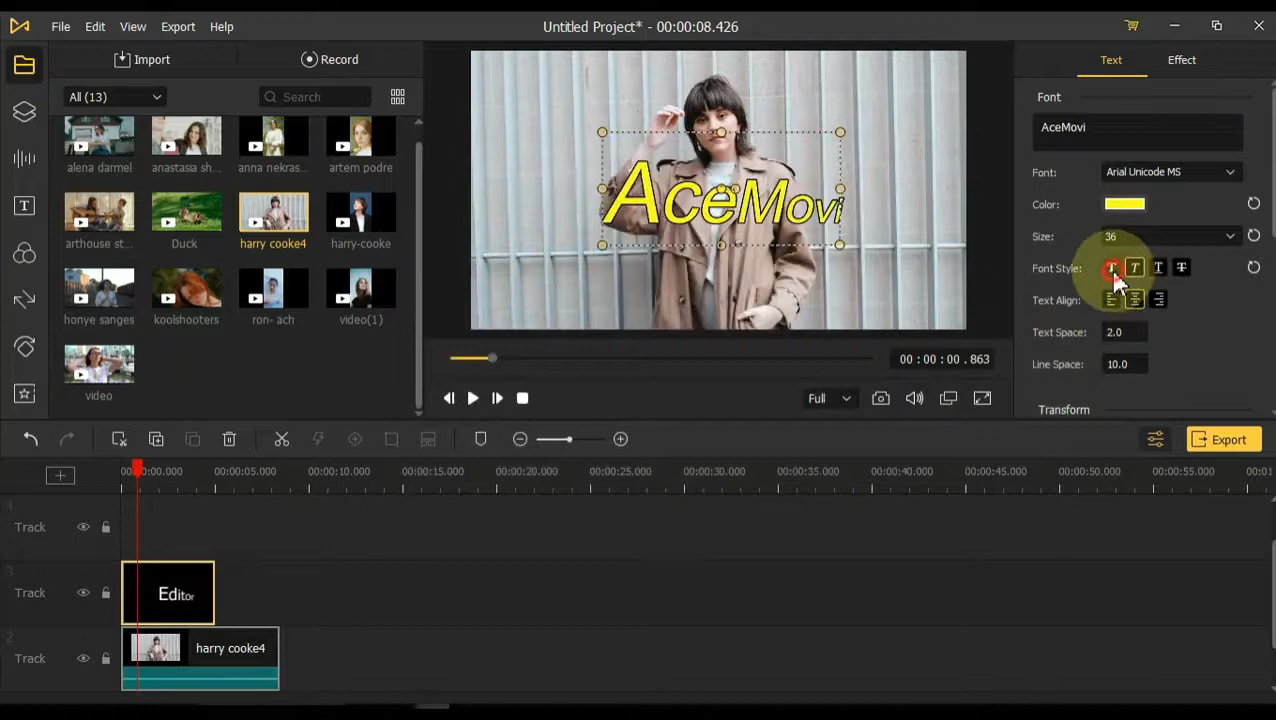 File Edit View Export Help
Untitled Project* - 00:00:08.426
Import
Record
All (13)
Search
alena darmel
anastasia sh...
anna nekras...
artem podre
arthouse st...
Duck
harry cooke4
harry-cooke
honye sanges
koolshooters
ron- ach
video(1)
video
AceMovi
00 : 00 : 00 . 863
Full
Text
Effect
Font
AceMovi
Font:
Arial Unicode MS
Color:
Size:
36
Font Style:
T T T T
Text Align:
Text Space:
2.0
Line Space:
10.0
Transform
Export
00:00:05.000
00:00:10.000
00:00:15.000
00:00:20.000
00:00:25.000
00:00:30.000
00:00:35.000
00:00:40.000
00:00:45.000
00:00:50.000
00:00:55.000
Track
3
Track
Editor
2
Track
harry cooke4